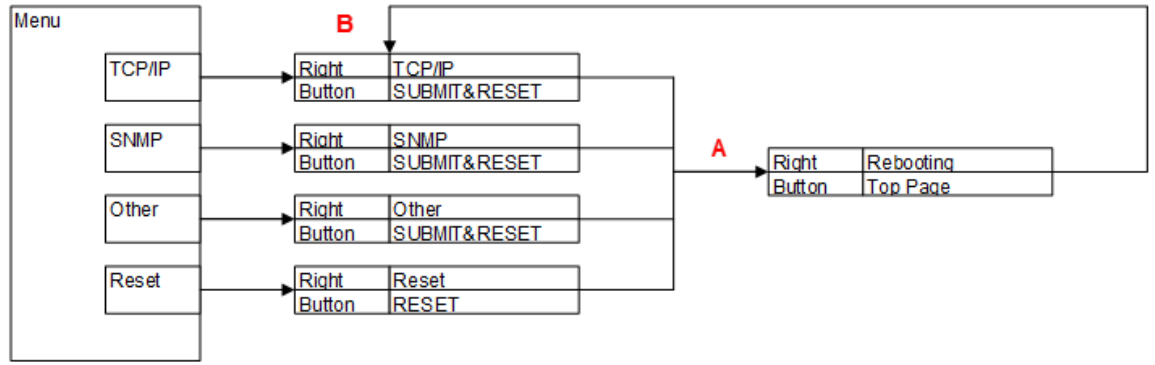 Menu
B
TCP/IP
Right TCP/IP
Button SUBMIT&RESET
SNMP
Right SNMP
Button SUBMIT&RESET
A
Right Rebooting
Button Top Page
Other
Right Other
Button SUBMIT&RESET
Reset
Right Reset
Button RESET